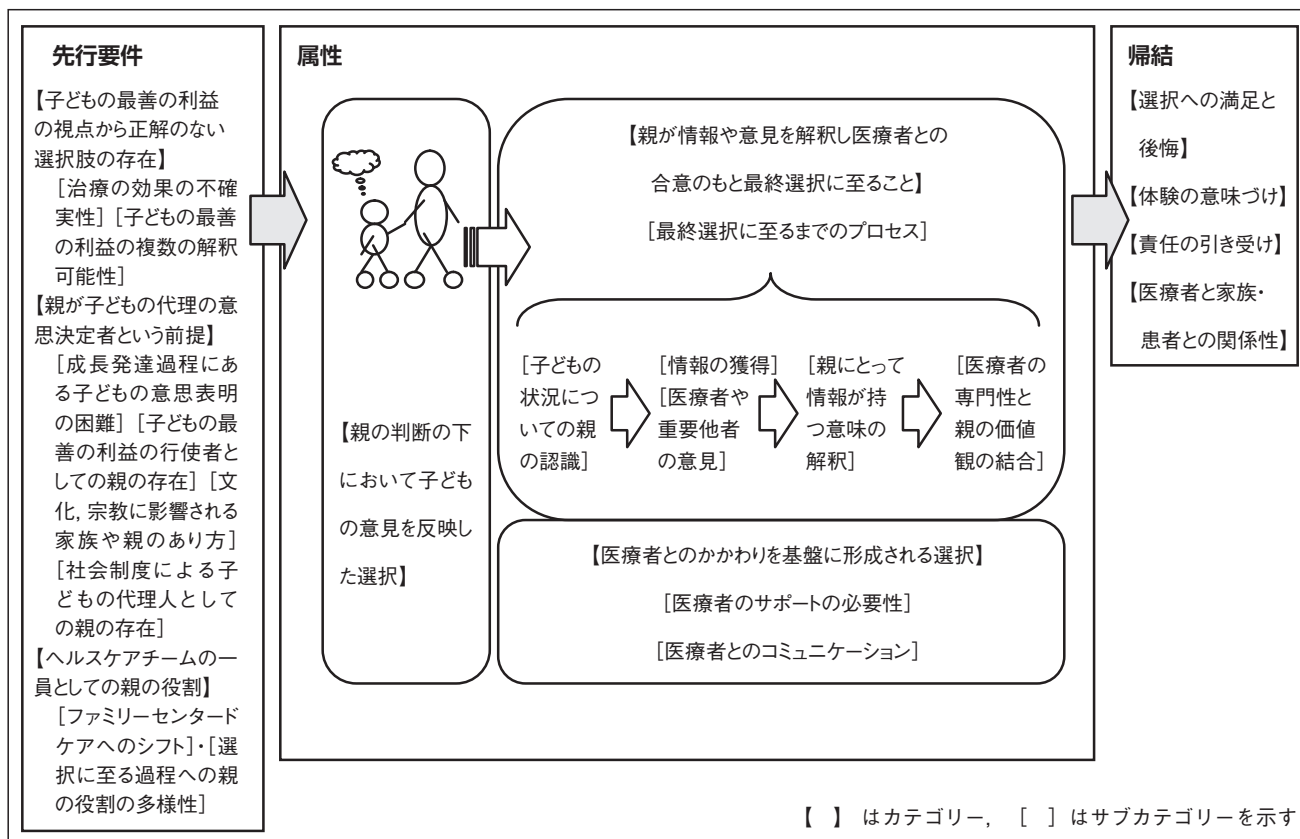 先行要件
【子どもの最善の利益
の視点から正解のない
選択肢の存在】
［治療の効果の不確
実性］［子どもの最善
の利益の複数の解釈
可能性］
【親が子どもの代理の意
思決定者という前提】
［成長発達過程にあ
る子どもの意思表明
の困難］［子どもの最
善の利益の行使者と
しての親の存在］［文
化，宗教に影響される
家族や親のあり方］
［社会制度による子
どもの代理人として
の親の存在］
【ヘルスケアチームの一
員としての親の役割】
［ファミリーセンタード
ケアへのシフト］・［選
択に至る過程への親
の役割の多様性］
属性
【親の判断の下
において子ども
の意見を反映し
た選択】
【親が情報や意見を解釈し医療者との
合意のもと最終選択に至ること】
［最終選択に至るまでのプロセス］
［子どもの
状況につ
いての親
の認識］
［情報の獲得］
［医療者や
重要他者
の意見］
［親にとって
情報が持
つ意味の
解釈］
［医療者の
専門性と
親の価値
観の結合］
【医療者とのかかわりを基盤に形成される選択】
［医療者のサポートの必要性］
［医療者とのコミュニケーション］
帰結
【選択への満足と
後悔】
【体験の意味づけ】
【責任の引き受け】
【医療者と家族・
患者との関係性】
【　】はカテゴリー，［　］はサブカテゴリーを示す